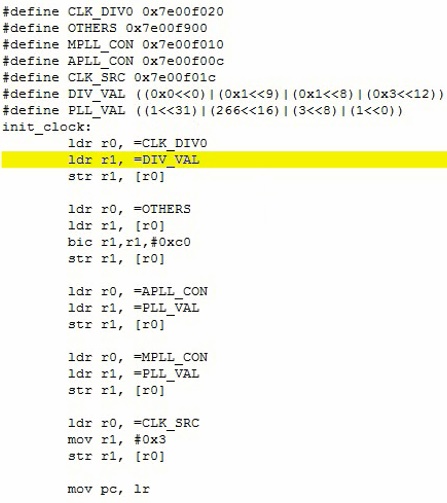 #define CLK_DIV0 0x7e00f020
#define OTHERS 0x7e00f900
#define MPLL_CON 0x7e00f010
#define APLL_CON 0x7e00f00c
#define CLK_SRC 0x7e00f01c
#define DIV_VAL ((0x0<<0)|(0x1<<9)|(0x1<<8)|(0x3<<12))
#define PLL_VAL ((1<<31)|(266<<16)|(3<<8)|(1<<0))
init_clock:
ldr r0, =CLK_DIV0
ldr r1, =DIV_VAL
str r1, [r0]
ldr r0, =OTHERS
ldr r1, [r0]
bic r1,r1,#0xc0
str r1, [r0]
ldr r0, =APLL_CON
ldr r1, =PLL_VAL
str r1, [r0]
ldr r0, =MPLL_CON
ldr r1, =PLL_VAL
str r1, [r0]
ldr r0, =CLK_SRC
mov r1, #0x3
str r1, [r0]
mov pc, lr